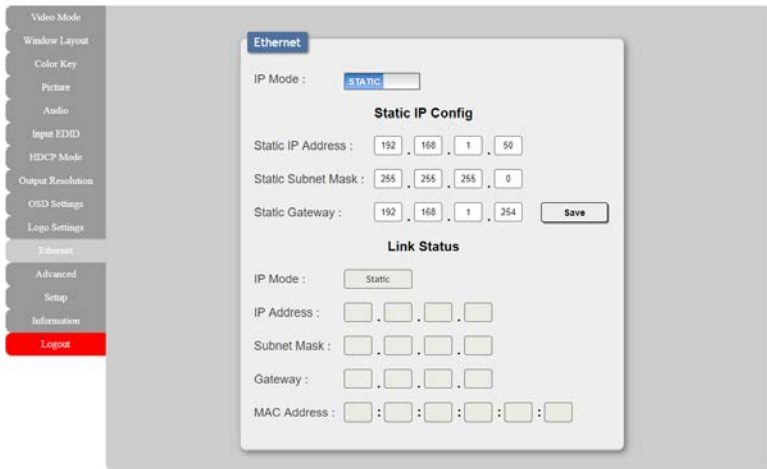 Video Mode
Window Layout
Color Key
Picture
Audio
Input EDID
HDCP Mode
Output Resolution
OSD Settings
Logo Settings
Ethernet
Advanced
Setup
Information
Logout
Ethernet
IP Mode :
STATIC
Static IP Config
Static IP Address : 192 . 168 . 1 . 50
Static Subnet Mask : 255 . 255 . 255 . 0
Static Gateway : 192 . 168 . 1 . 254 Save
Link Status
IP Mode : Static
IP Address : . . .
Subnet Mask : . . .
Gateway : . . .
MAC Address : : : : : :